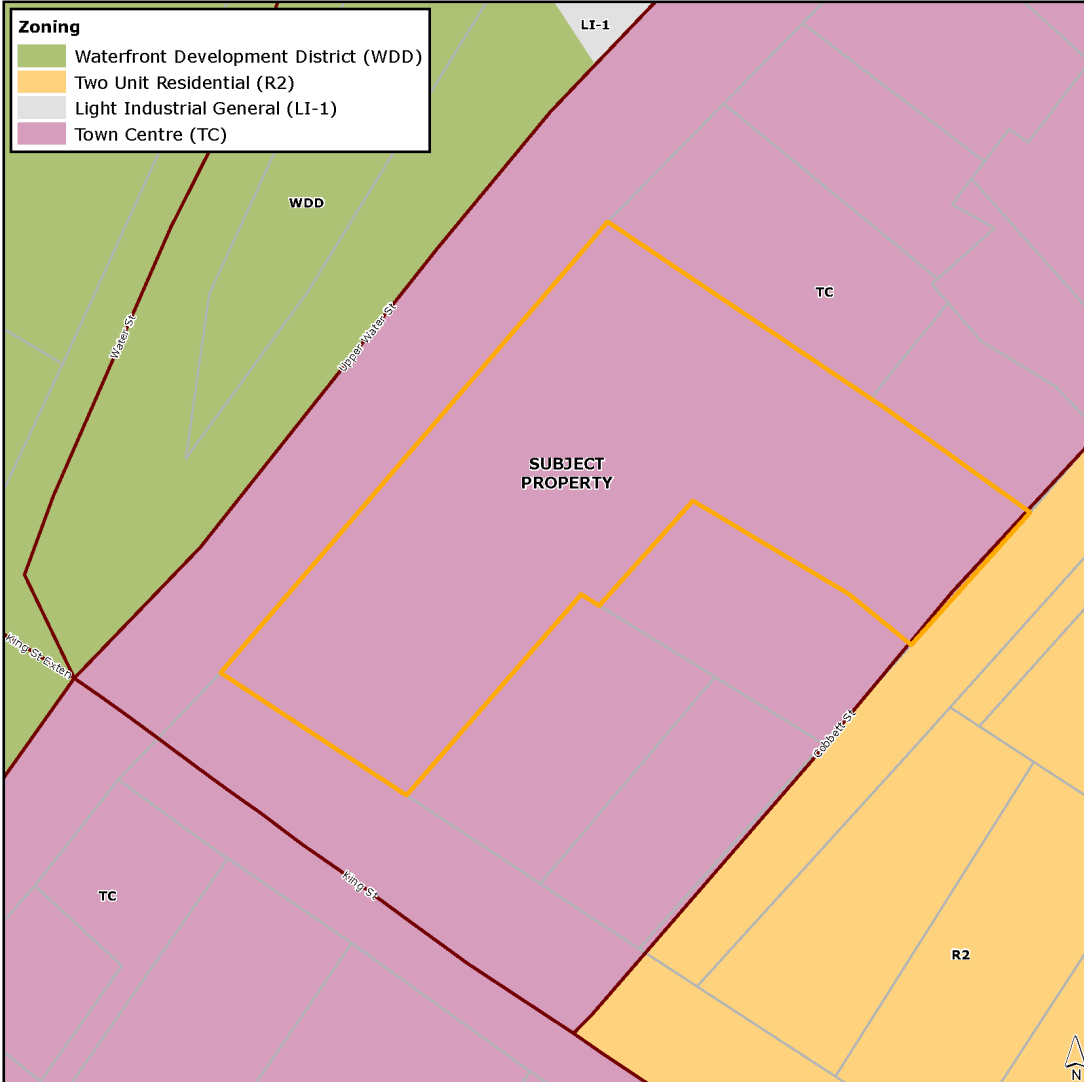 Zoning
Waterfront Development District (WDD)
Two Unit Residential (R2)
Light Industrial General (LI-1)
Town Centre (TC)
LI-1
WDD
TC
Water St
Upper Water St
SUBJECT
PROPERTY
King St Exten
Cobbett St
King St
TC
R2
N